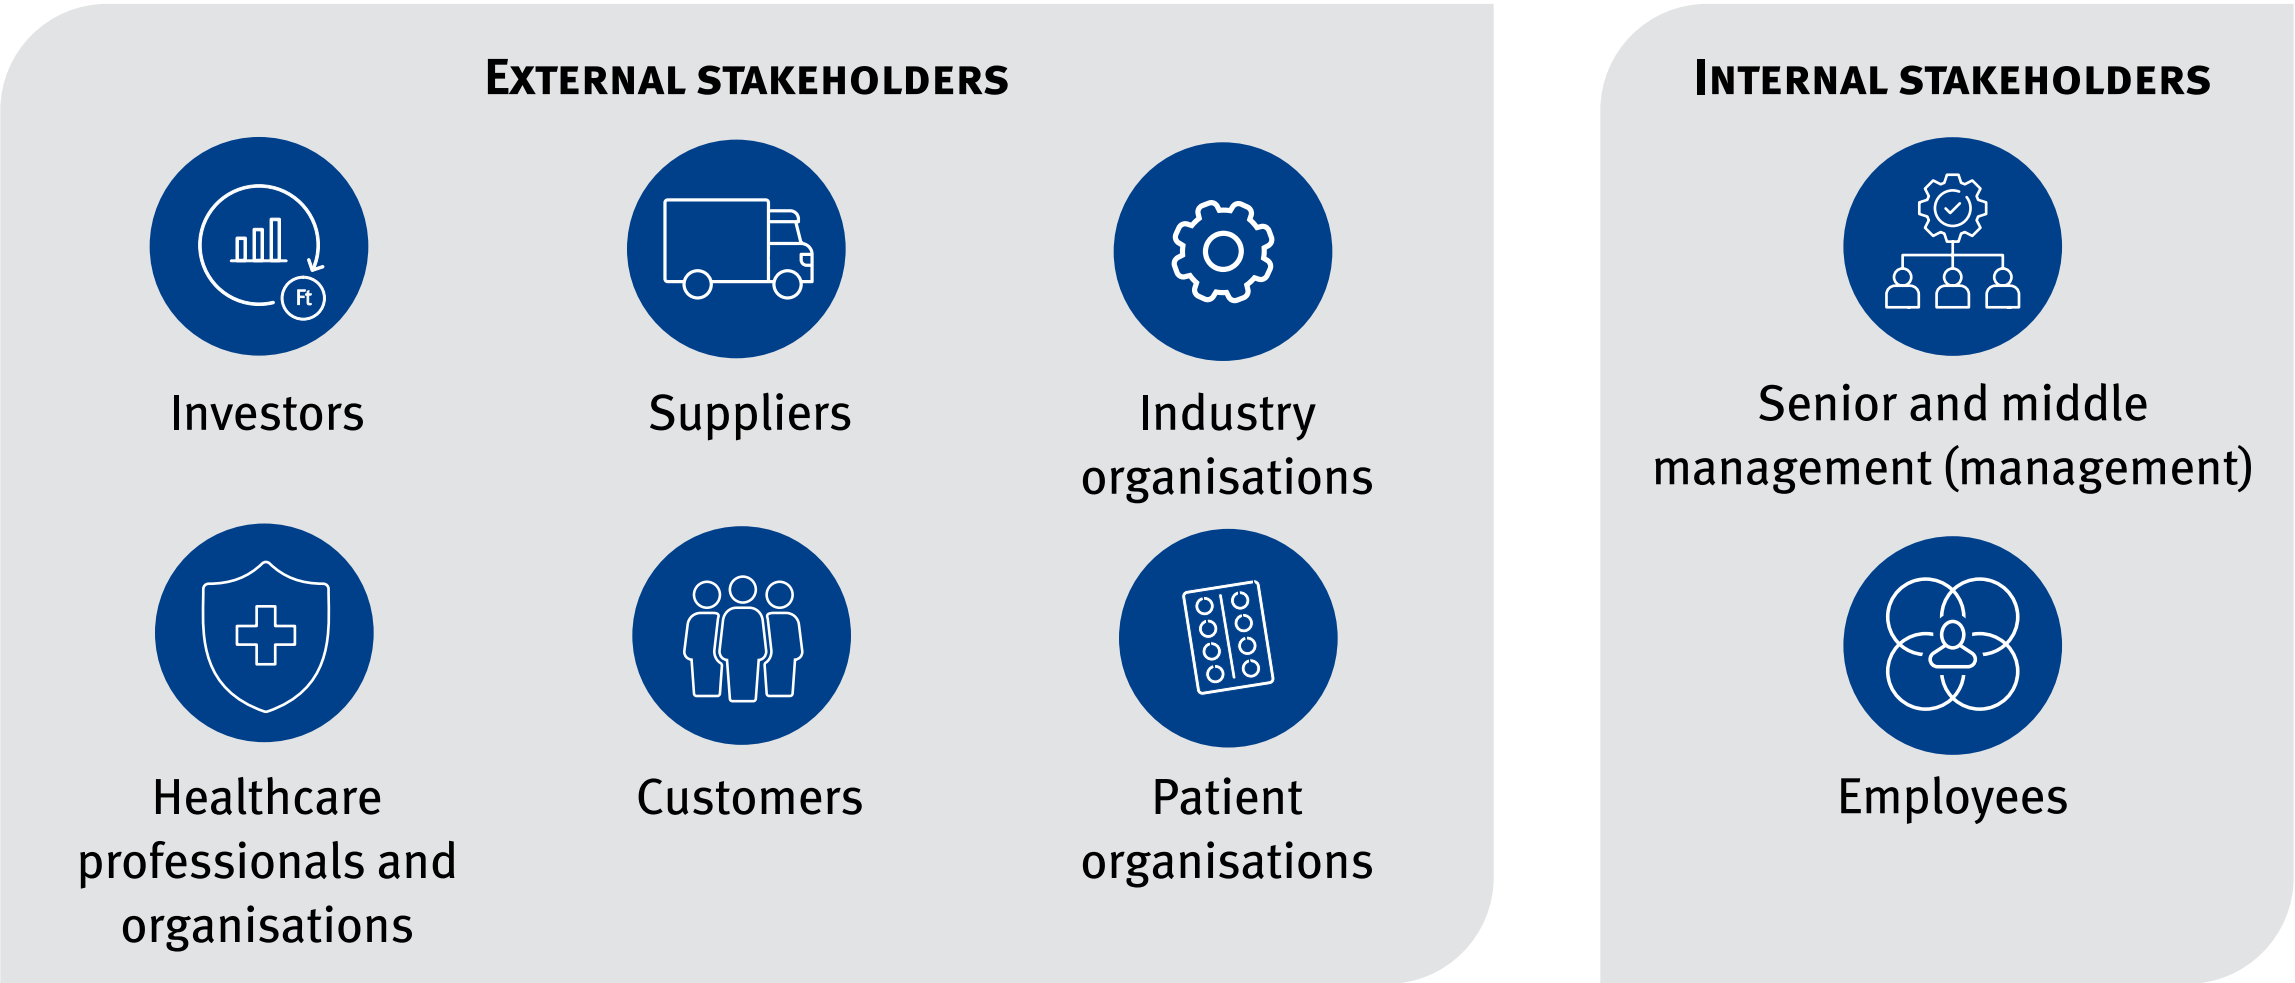 EXTERNAL STAKEHOLDERS
Ft
Investors
Suppliers
Industry
organisations
Healthcare
professionals and
organisations
Customers
Patient
organisations
INTERNAL STAKEHOLDERS
Senior and middle
management (management)
Employees